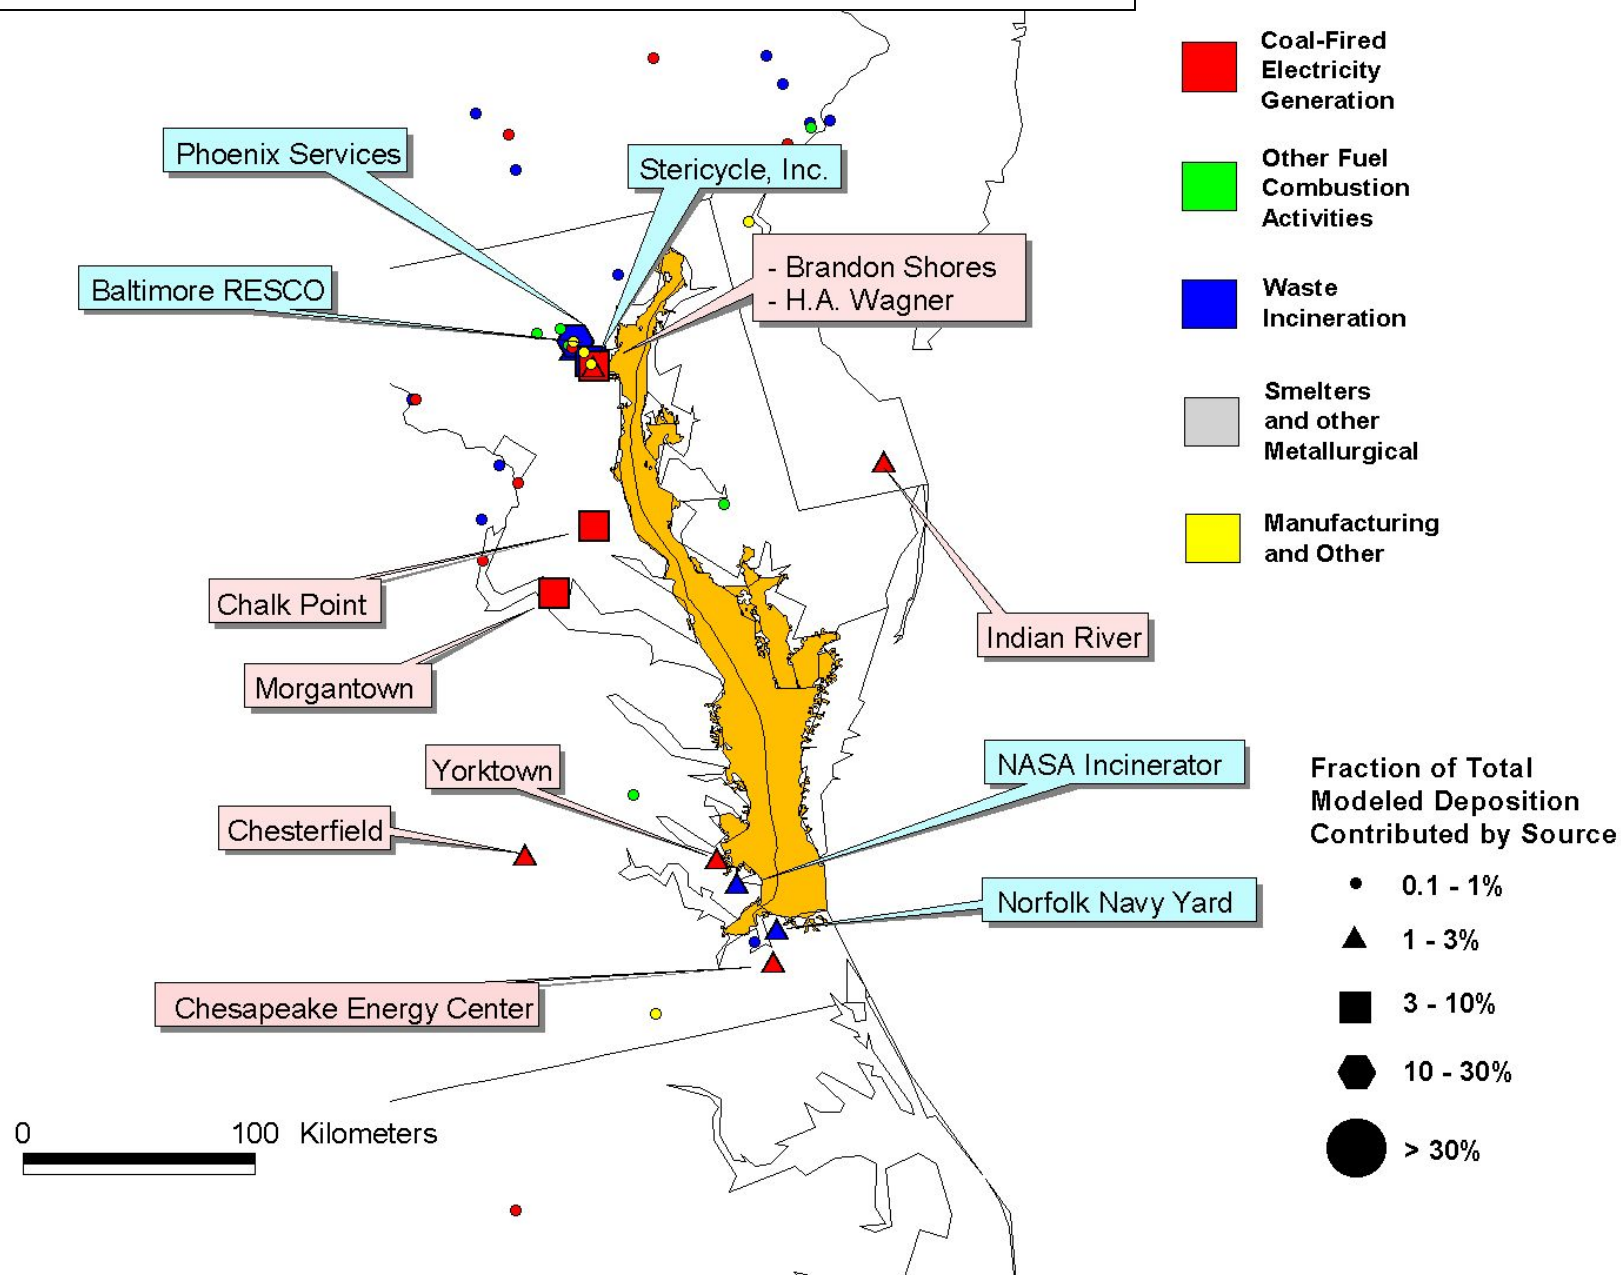 Coal-Fired
Electricity
Generation
Other Fuel
Combustion
Activities
Waste
Incineration
Smelters
and other
Metallurgical
Manufacturing
and Other
Phoenix Services
Stericycle, Inc.
- Brandon Shores
- H.A. Wagner
Baltimore RESCO
Chalk Point
Indian River
Morgantown
Yorktown
NASA Incinerator
Chesterfield
Norfolk Navy Yard
Chesapeake Energy Center
Fraction of Total
Modeled Deposition
Contributed by Source
0.1 - 1%
1 - 3%
3 - 10%
10 - 30%
> 30%
0 100 Kilometers